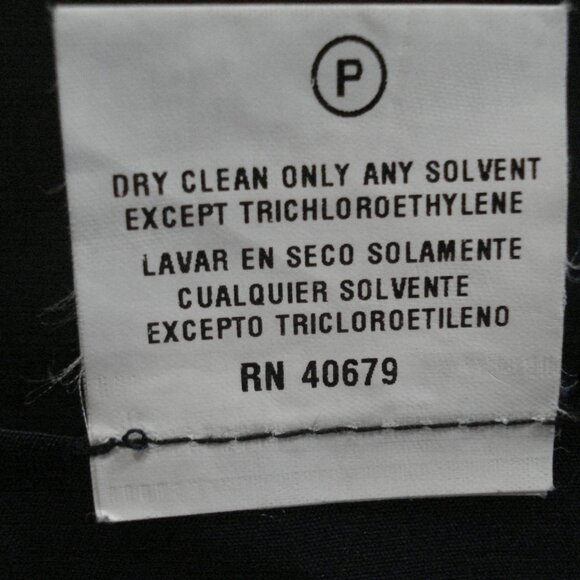 P
DRY CLEAN ONLY ANY SOLVENT
EXCEPT TRICHLOROETHYLENE
LAVAR EN SECO SOLAMENTE
CUALQUIER SOLVENTE
EXCEPTO TRICLOROETILENO
RN 40679